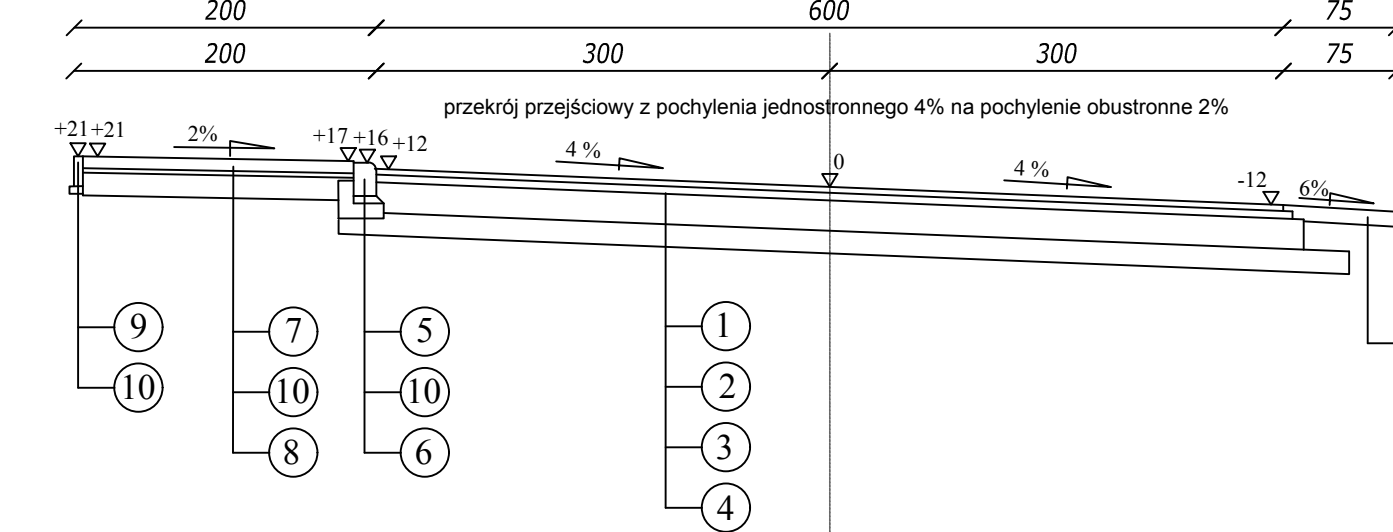 200 600 75
200 300 300 75
przekrój przejściowy z pochylenia jednostronnego 4% na pochylenie obustronne 2%
+21 +21 2% +17 +16 +12 4 % 0 4 % -12 6%
9 7 5 1
10 10 10 2
8 6 3
4